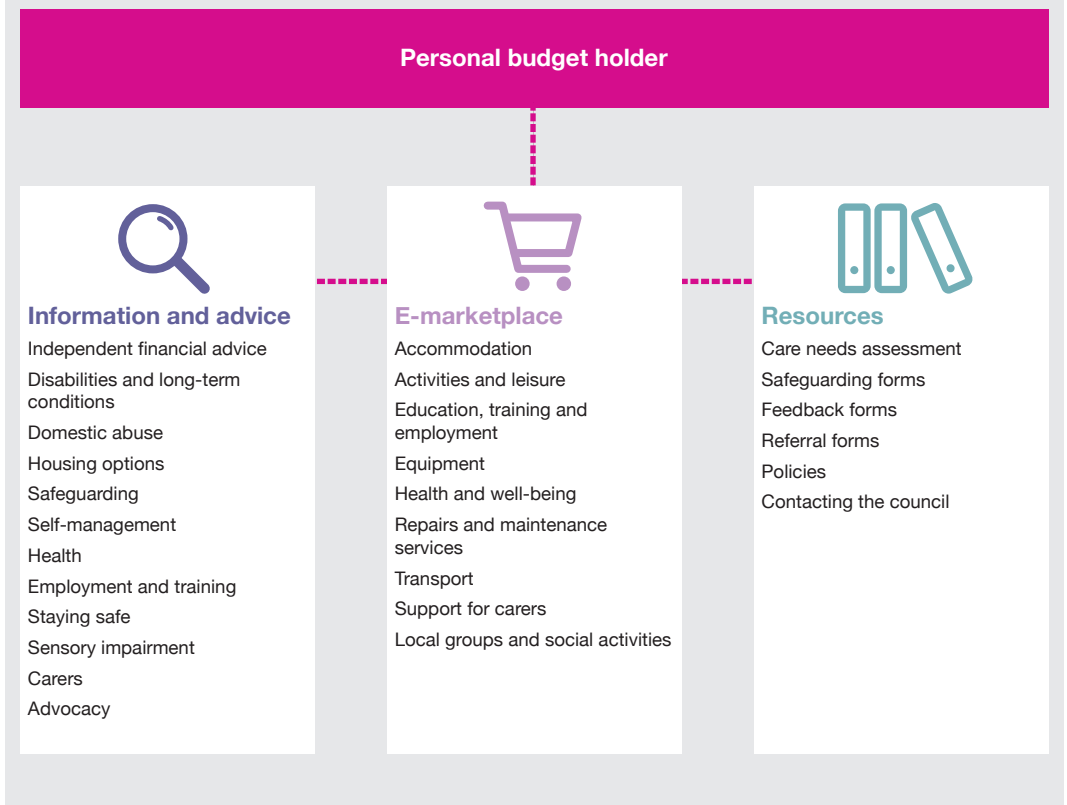 Personal budget holder
Information and advice
Independent financial advice
Disabilities and long-term
conditions
Domestic abuse
Housing options
Safeguarding
Self-management
Health
Employment and training
Staying safe
Sensory impairment
Carers
Advocacy
E-marketplace
Accommodation
Activities and leisure
Education, training and
employment
Equipment
Health and well-being
Repairs and maintenance
services
Transport
Support for carers
Local groups and social activities
Resources
Care needs assessment
Safeguarding forms
Feedback forms
Referral forms
Policies
Contacting the council